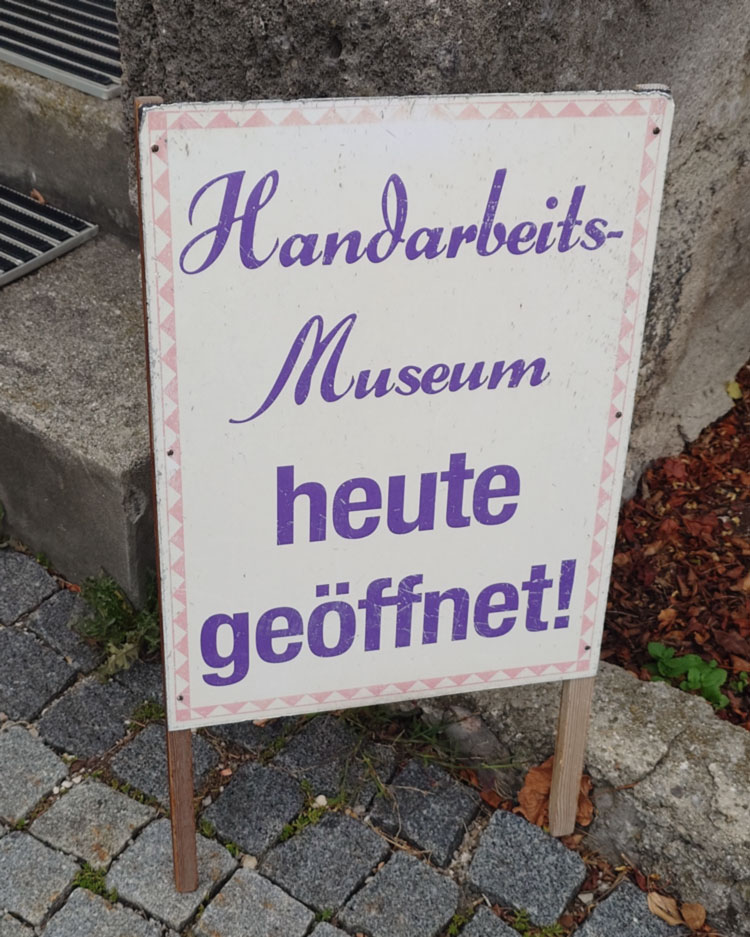 Handarbeits-
Museum
heute
geöffnet!